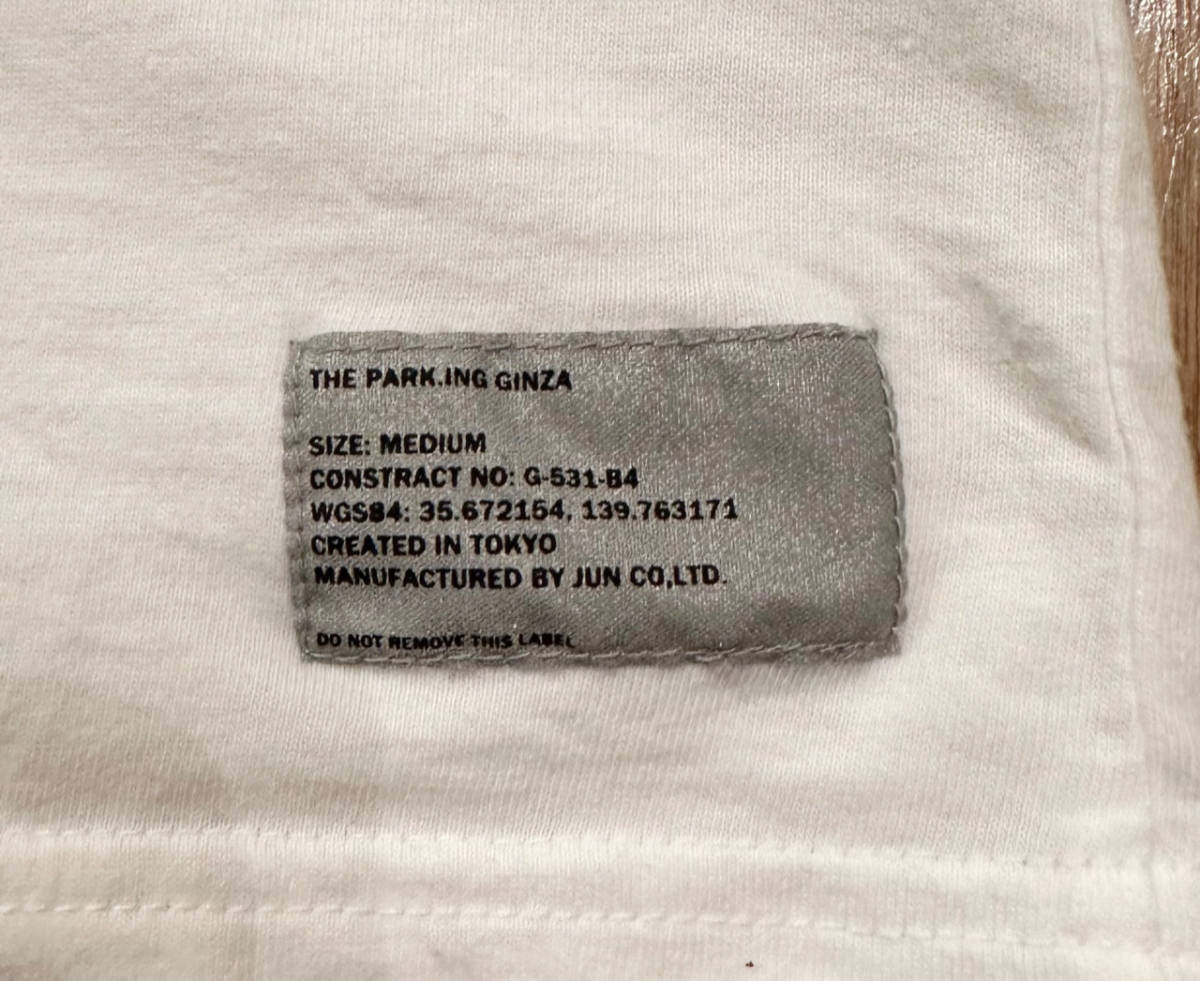 THE PARK.ING GINZA
SIZE: MEDIUM
CONSTRACT NO: G-531-B4
WGS84: 35.672154, 139.763171
CREATED IN TOKYO
MANUFACTURED BY JUN CO,LTD.
DO NOT REMOVE THIS LABEL